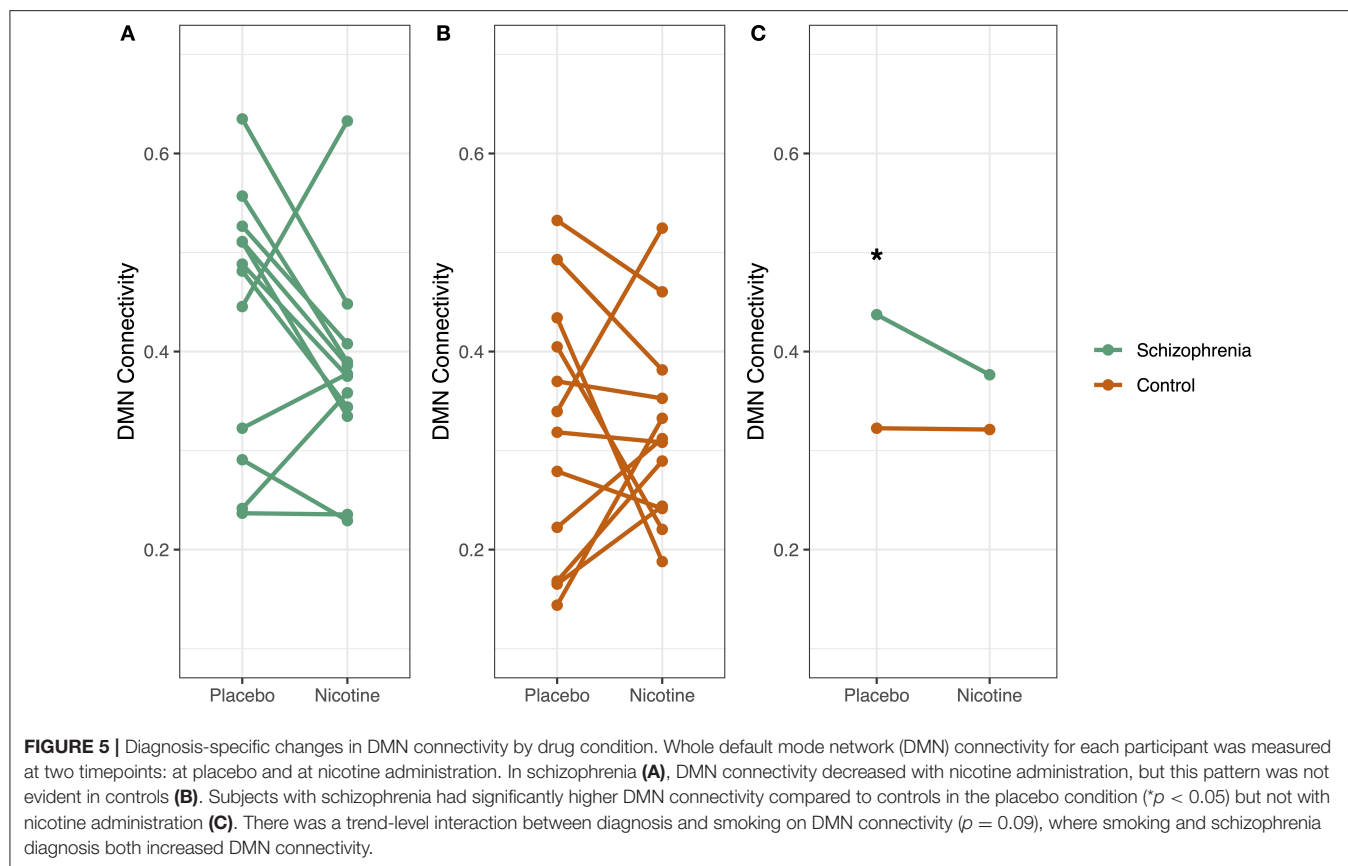 A
B
C
DMN Connectivity
0.6
0.4
0.2
Placebo Nicotine
DMN Connectivity
0.6
0.4
0.2
Placebo Nicotine
DMN Connectivity
0.6
0.4
0.2
*
Placebo Nicotine
Schizophrenia
Control
FIGURE 5 | Diagnosis-specific changes in DMN connectivity by drug condition. Whole default mode network (DMN) connectivity for each participant was measured
at two timepoints: at placebo and at nicotine administration. In schizophrenia (A), DMN connectivity decreased with nicotine administration, but this pattern was not
evident in controls (B). Subjects with schizophrenia had significantly higher DMN connectivity compared to controls in the placebo condition (*p < 0.05) but not with
nicotine administration (C). There was a trend-level interaction between diagnosis and smoking on DMN connectivity (p = 0.09), where smoking and schizophrenia
diagnosis both increased DMN connectivity.